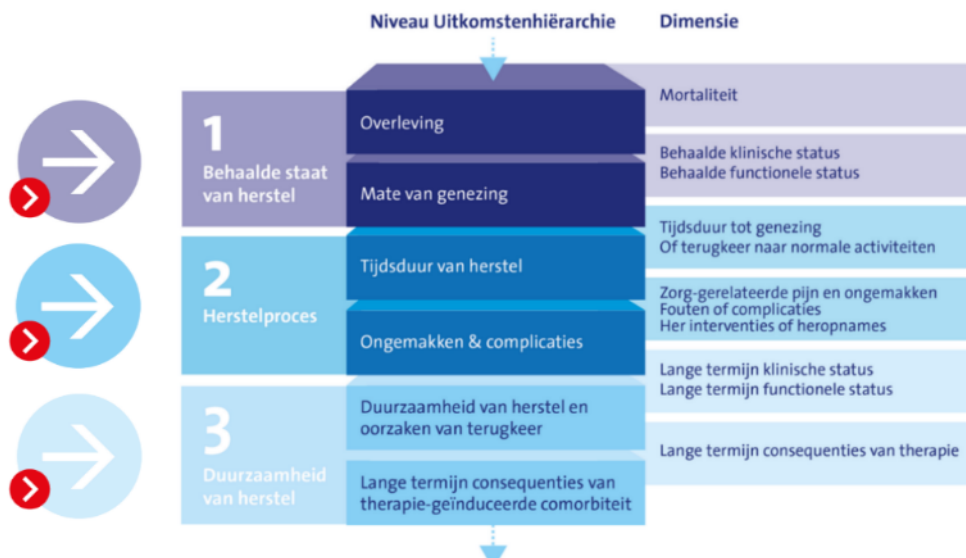 Niveau Uitkomstenhiërarchie
Dimensie
1
Behaalde staat
van herstel
Overleving
Mortaliteit
Mate van genezing
Behaalde klinische status
Behaalde functionele status
2
Herstelproces
Tijdsduur van herstel
Tijdsduur tot genezing
Of terugkeer naar normale activiteiten
Ongemakken & complicaties
Zorg-gerelateerde pijn en ongemakken
Fouten of complicaties
Her interventies of heropnames
3
Duurzaamheid
van herstel
Duurzaamheid van herstel en
oorzaken van terugkeer
Lange termijn klinische status
Lange termijn functionele status
Lange termijn consequenties van
therapie-geïnduceerde comorbiteit
Lange termijn consequenties van therapie